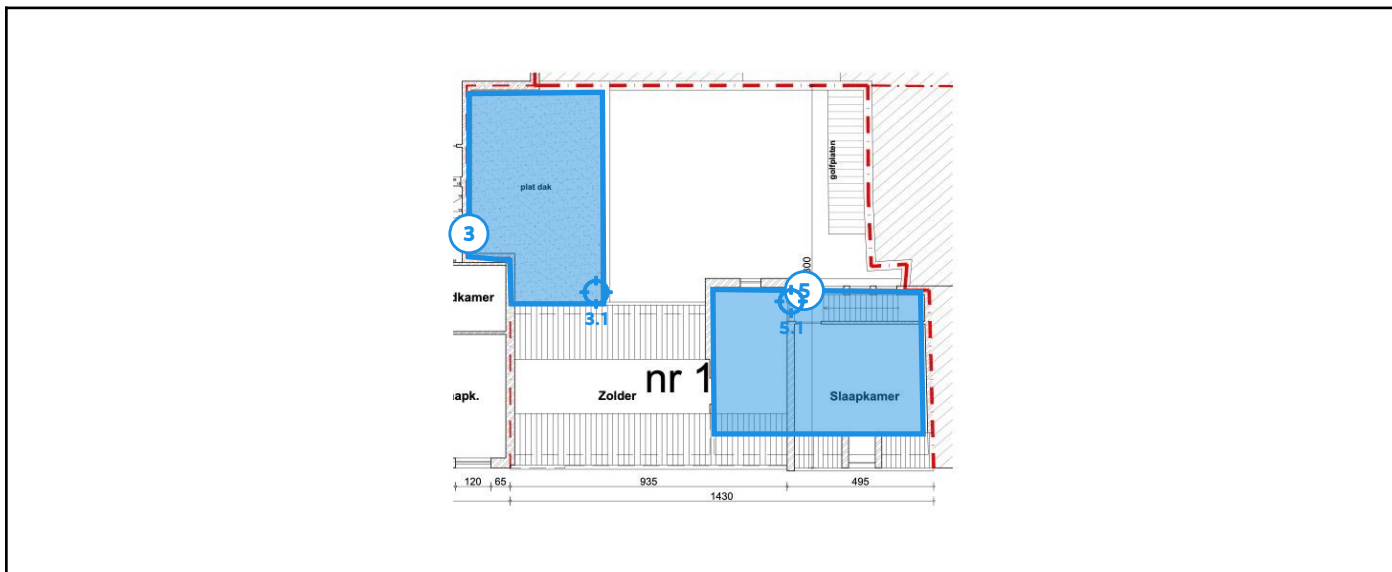 plat dak
golfplaten
3
300
5
dkamer
3.1
5.1
nr 1
apk.
Zolder
Slaapkamer
120 65 935 495
1430